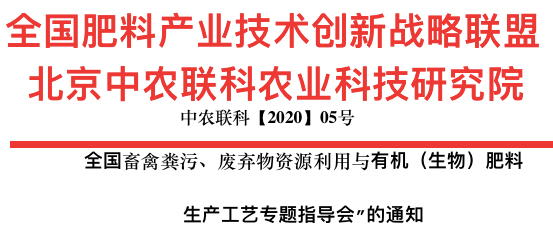 全国肥料产业技术创新战略联盟
北京中农联科农业科技研究院
中农联科【2020】05号
全国畜禽粪污、废弃物资源利用与有机（生物）肥料
生产工艺专题指导会”的通知